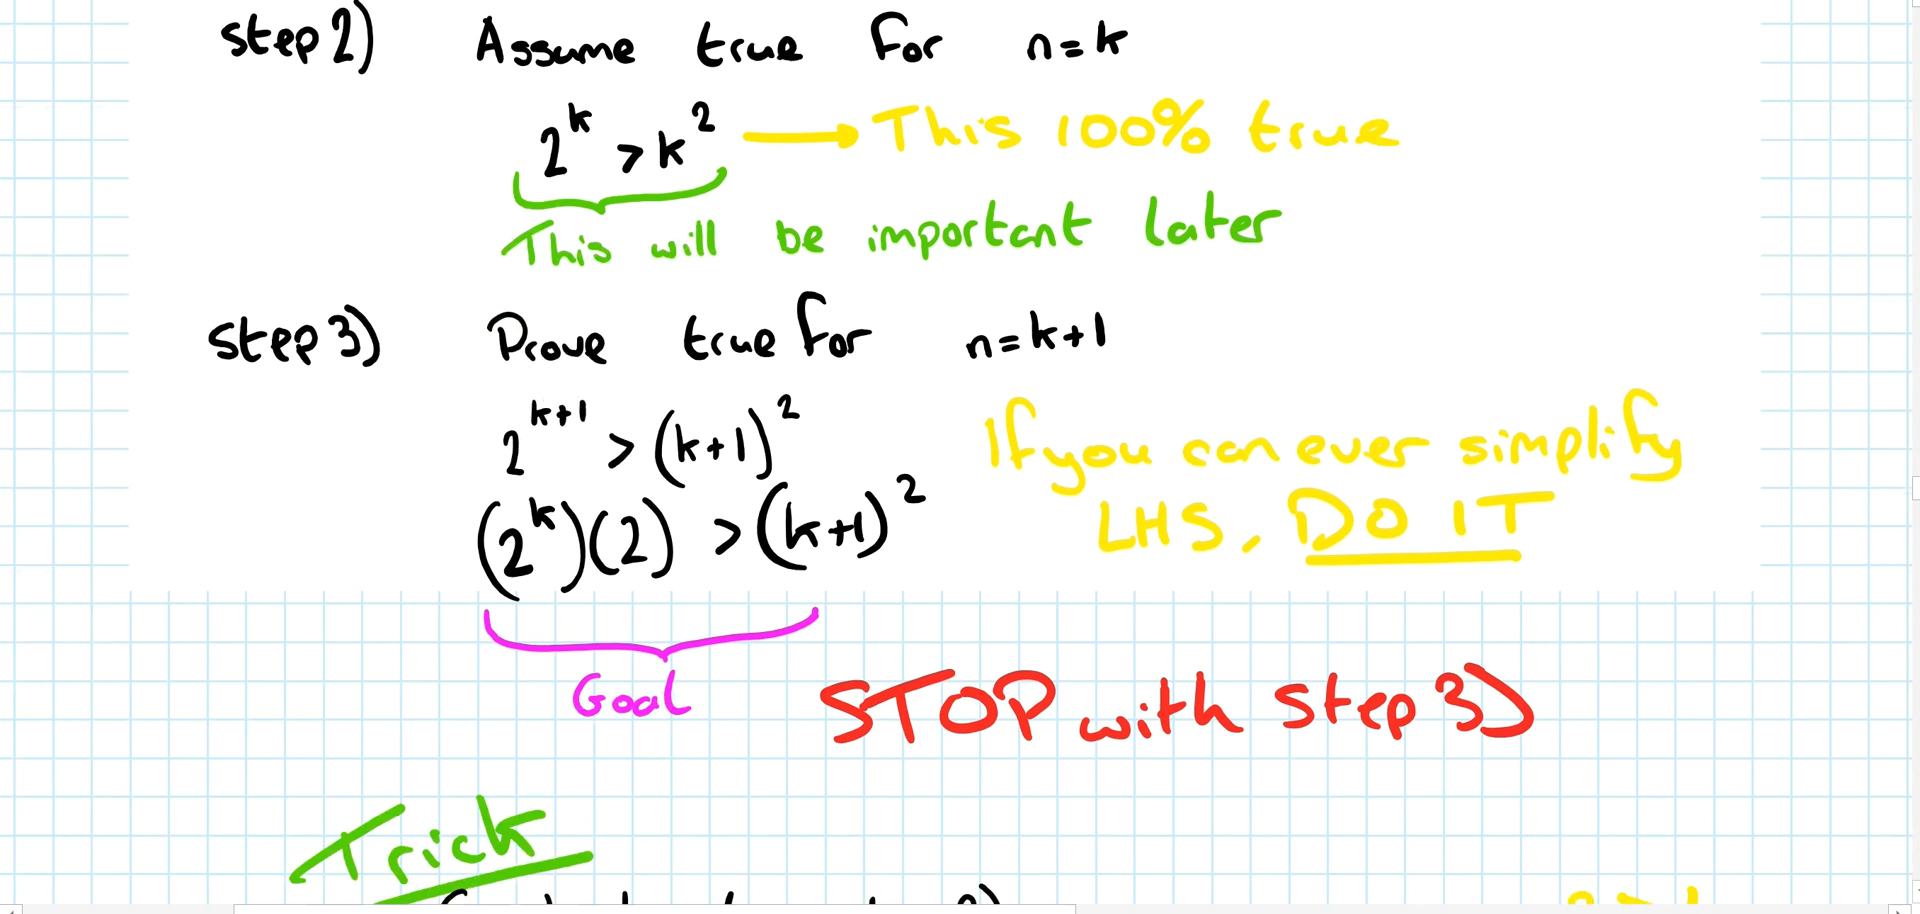 step 2) Assume true for n=k
2^k > k^2 → This 100% true
This will be important later
step 3) Prove true for n=k+1
2^{k+1} > (k+1)^2
If you can ever simplify
(2^k)(2) > (k+1)^2
LHS, DO IT
Goal
STOP with step 3)
Trick